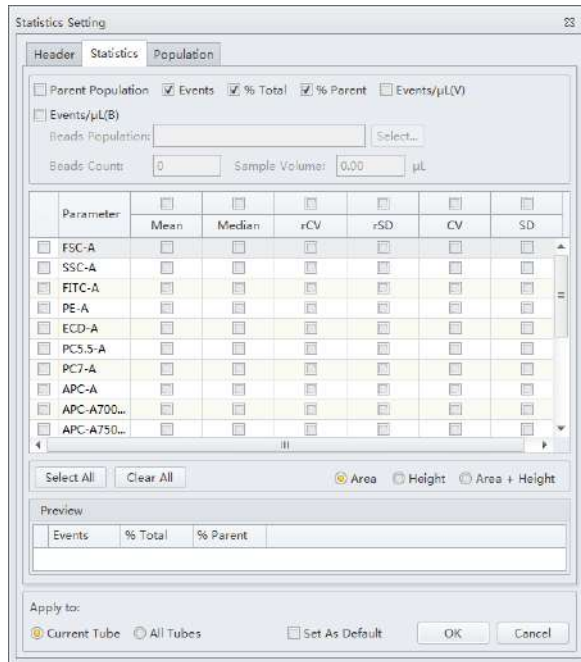 Statistics Setting
Header Statistics Population
Parent Population Events % Total % Parent Events/µL(V)
Events/µL(B)
Beads Population: Select...
Beads Count: 0 Sample Volume: 0.00 µL
Parameter
Mean Median rCV rSD CV SD
FSC-A
SSC-A
FITC-A
PE-A
ECD-A
PC5.5-A
PC7-A
APC-A
APC-A700...
APC-A750...
Select All Clear All Area Height Area + Height
Preview
Events % Total % Parent
Apply to:
Current Tube All Tubes Set As Default OK Cancel